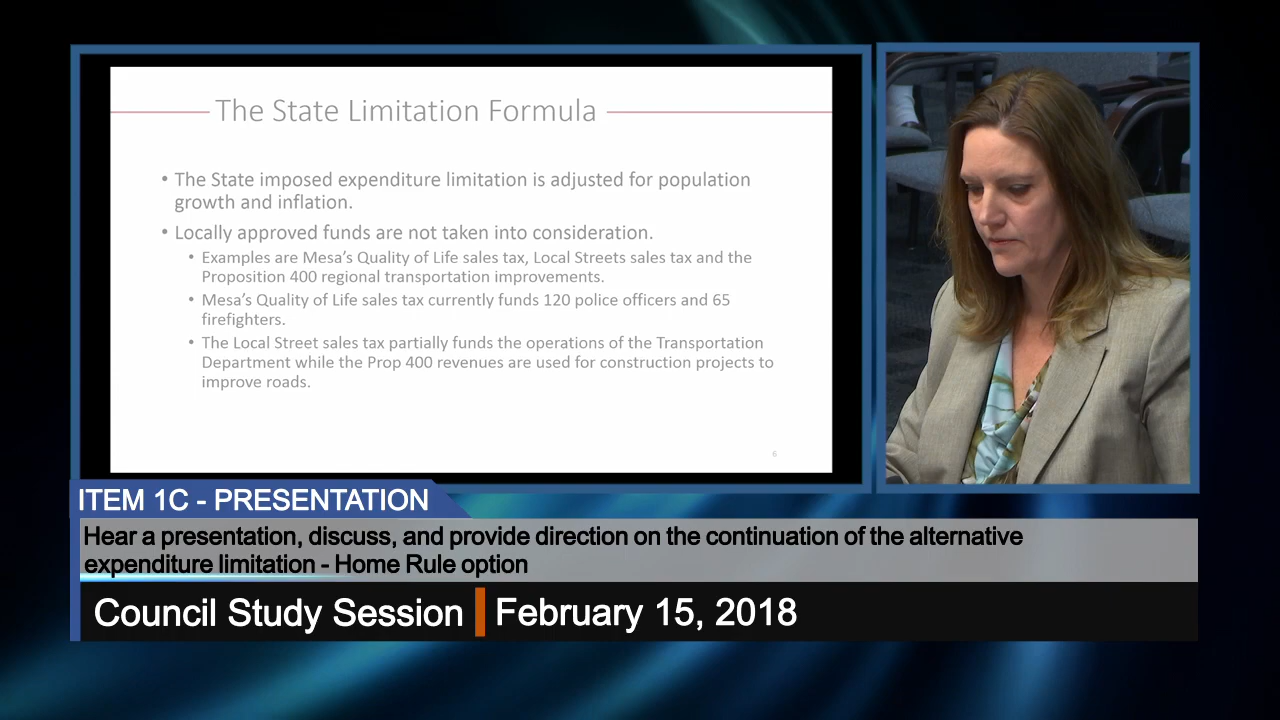 The State Limitation Formula
• The State imposed expenditure limitation is adjusted for population
growth and inflation.
• Locally approved funds are not taken into consideration.
• Examples are Mesa's Quality of Life sales tax, Local Streets sales tax and the
Proposition 400 regional transportation improvements.
• Mesa's Quality of Life sales tax currently funds 120 police officers and 65
firefighters.
• The Local Street sales tax partially funds the operations of the Transportation
Department while the Prop 400 revenues are used for construction projects to
improve roads.
6
ITEM 1C - PRESENTATION
Hear a presentation, discuss, and provide direction on the continuation of the alternative
expenditure limitation - Home Rule option
Council Study Session | February 15, 2018